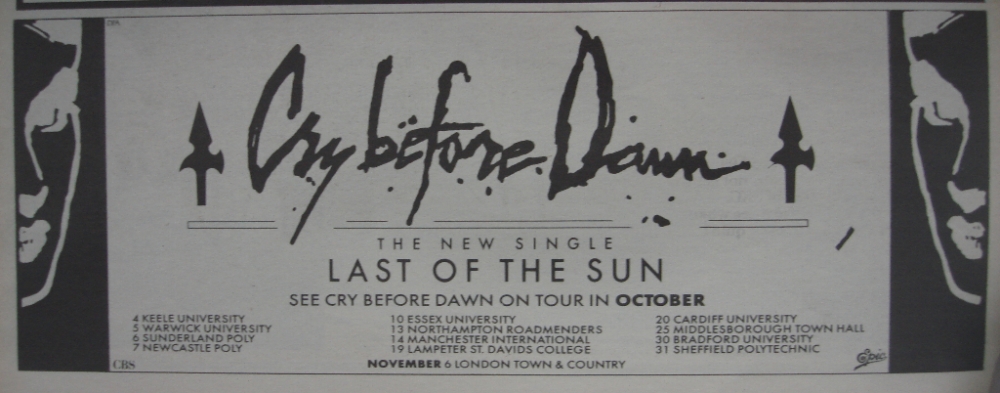 Cry before Dawn
THE NEW SINGLE
LAST OF THE SUN
SEE CRY BEFORE DAWN ON TOUR IN OCTOBER
4 KEELE UNIVERSITY
5 WARWICK UNIVERSITY
6 SUNDERLAND POLY
7 NEWCASTLE POLY
10 ESSEX UNIVERSITY
13 NORTHAMPTON ROADMENDERS
14 MANCHESTER INTERNATIONAL
19 LAMPETER ST. DAVIDS COLLEGE
20 CARDIFF UNIVERSITY
25 MIDDLESBOROUGH TOWN HALL
30 BRADFORD UNIVERSITY
31 SHEFFIELD POLYTECHNIC
NOVEMBER 6 LONDON TOWN & COUNTRY
CBS
Epic